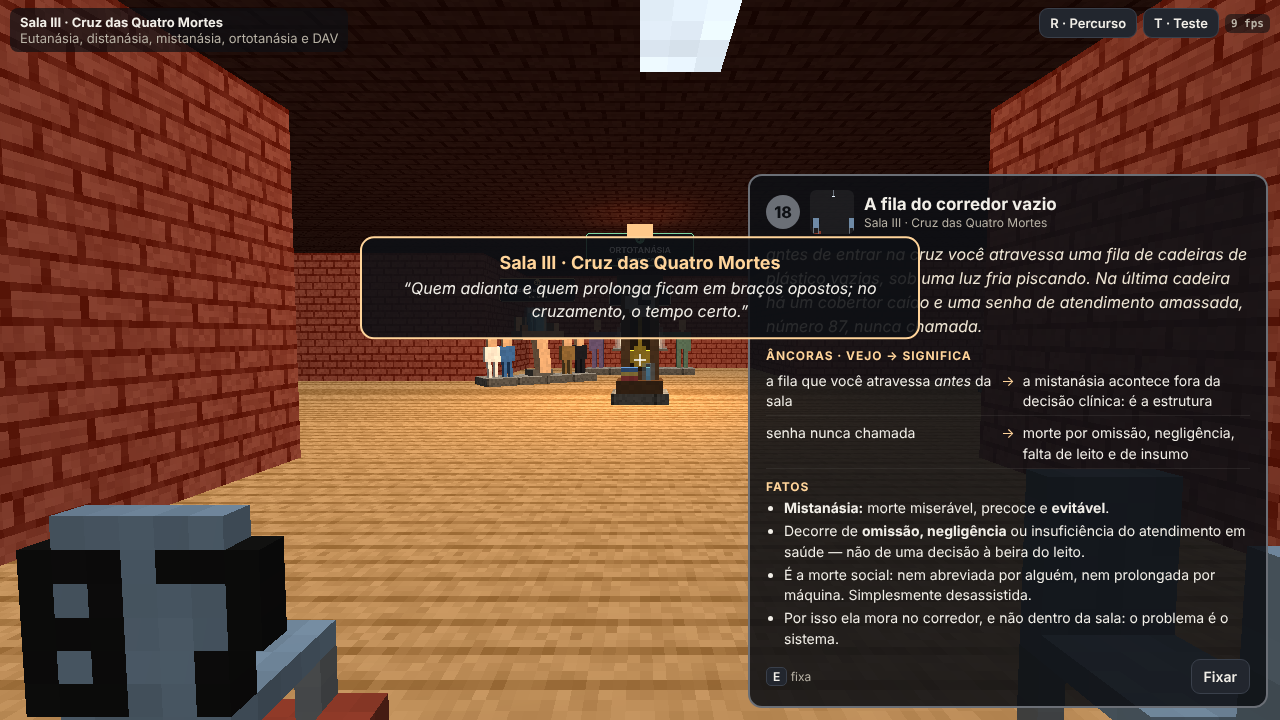 Sala III · Cruz das Quatro Mortes
Eutanásia, distanásia, mistanásia, ortotanásia e DAV
R · Percurso
T · Teste
9 fps
ORTOTANÁSIA
Sala III · Cruz das Quatro Mortes
“Quem adianta e quem prolonga ficam em braços opostos; no
cruzamento, o tempo certo.”
18
A fila do corredor vazio
Sala III · Cruz das Quatro Mortes
antes de entrar na cruz você atravessa uma fila de cadeiras de
plástico vazias, sob uma luz fria piscando. Na última cadeira
há um cobertor caído e uma senha de atendimento amassada,
número 87, nunca chamada.
ÂNCORAS · VEJO → SIGNIFICA
a fila que você atravessa antes da
sala
→ a mistanásia acontece fora da
decisão clínica: é a estrutura
senha nunca chamada
→ morte por omissão, negligência,
falta de leito e de insumo
FATOS
• Mistanásia: morte miserável, precoce e evitável.
• Decorre de omissão, negligência ou insuficiência do atendimento em
saúde — não de uma decisão à beira do leito.
• É a morte social: nem abreviada por alguém, nem prolongada por
máquina. Simplesmente desassistida.
• Por isso ela mora no corredor, e não dentro da sala: o problema é o
sistema.
E fixa
Fixar